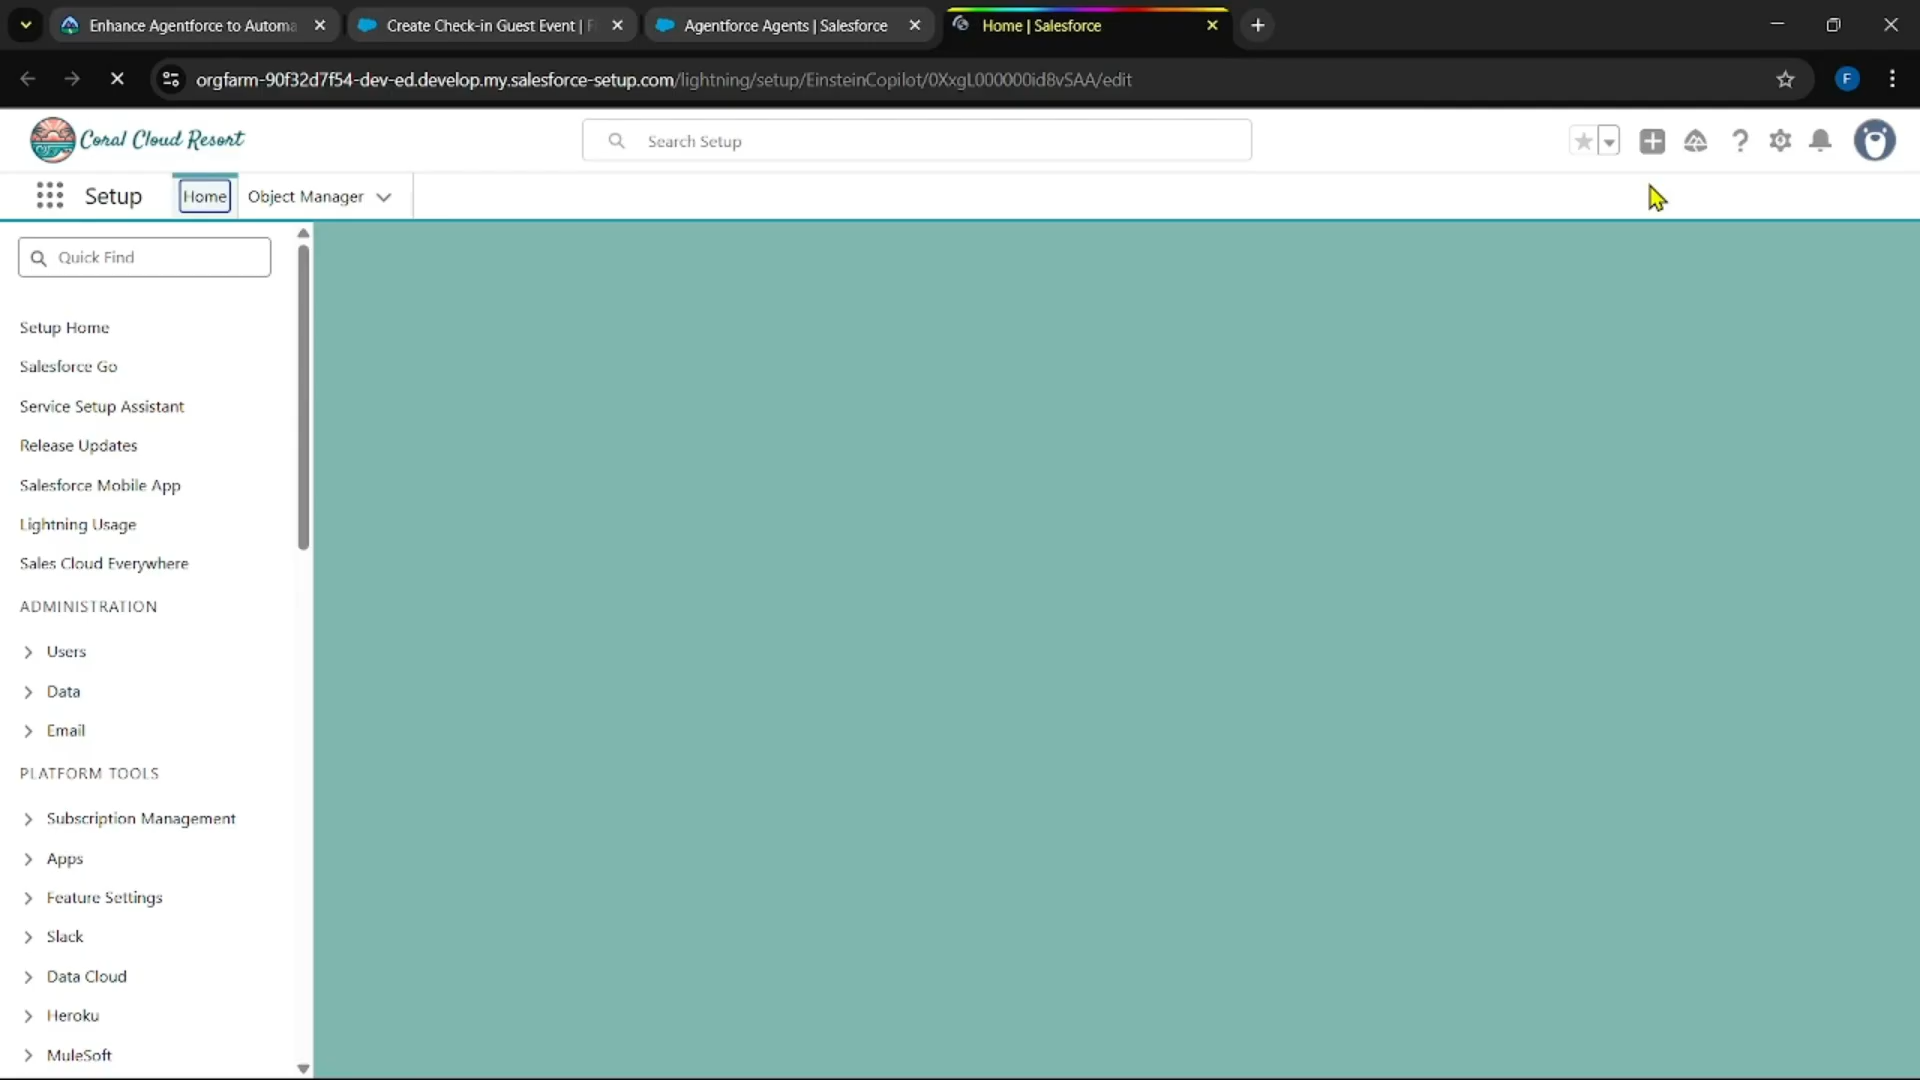 Enhance Agentforce to Automa
Create Check-in Guest Event | F
Agentforce Agents | Salesforce
Home | Salesforce
orgfarm-90f32d7f54-dev-ed.develop.my.salesforce-setup.com/lightning/setup/EinsteinCopilot/0XxgL000000id8vSAA/edit
F
Coral Cloud Resort
Search Setup
Setup
Home
Object Manager
Quick Find
Setup Home
Salesforce Go
Service Setup Assistant
Release Updates
Salesforce Mobile App
Lightning Usage
Sales Cloud Everywhere
ADMINISTRATION
Users
Data
Email
PLATFORM TOOLS
Subscription Management
Apps
Feature Settings
Slack
Data Cloud
Heroku
MuleSoft